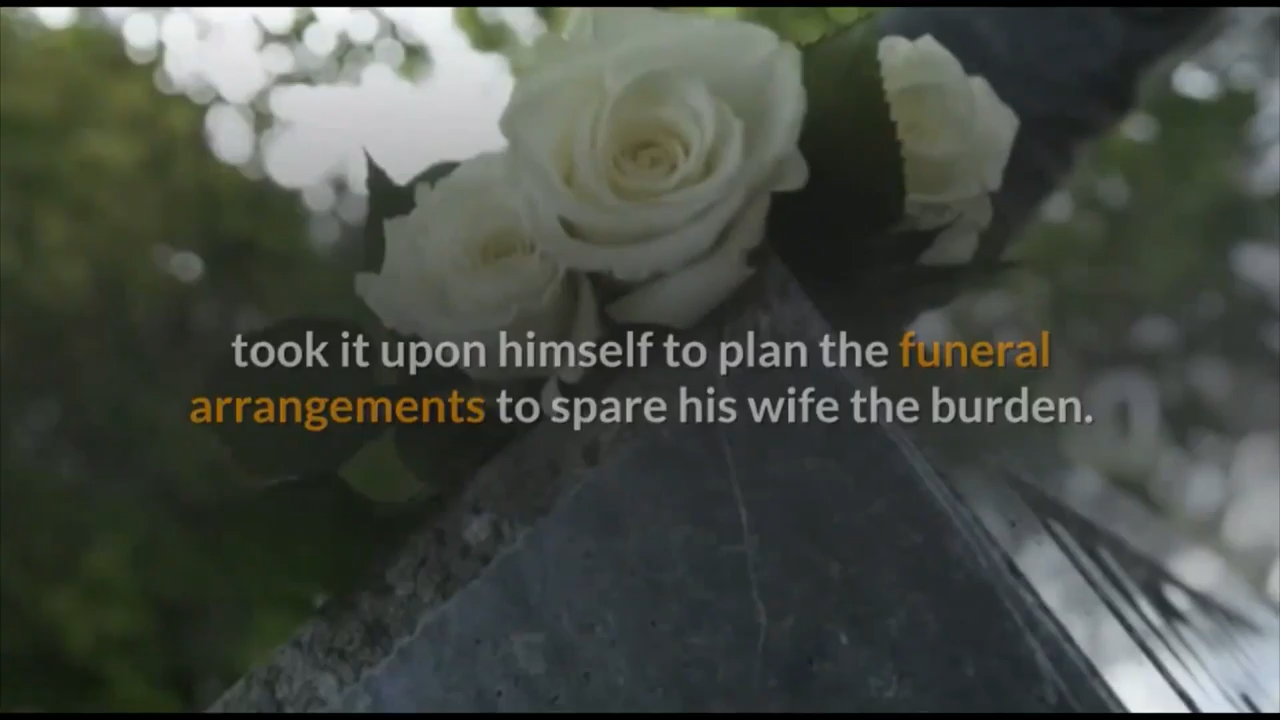 took it upon himself to plan the funeral
arrangements to spare his wife the burden.